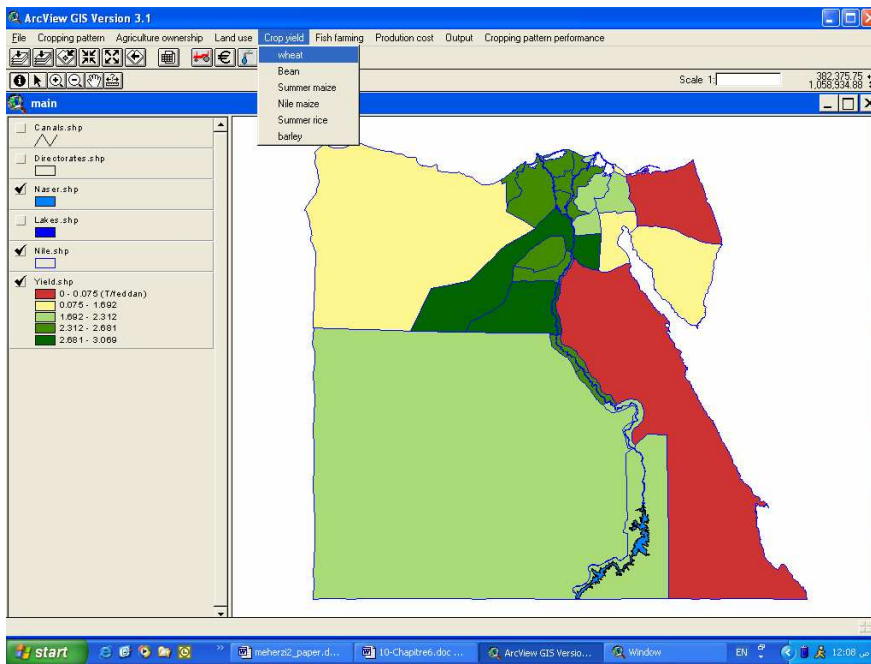 ArcView GIS Version 3.1
File Cropping pattern Agriculture ownership Land use Crop yield Fish farming Prodution cost Output Cropping pattern performance
wheat
Bean
Summer maize
Nile maize
Summer rice
barley
Scale 1:
382,375.75
1,058,934.88
main
Canals.shp
Directorates.shp
Naser.shp
Lakes.shp
Nile.shp
Yield.shp
0 - 0.075 (T/feddan)
0.075 - 1.692
1.692 - 2.312
2.312 - 2.681
2.681 - 3.069
start
meherzi2_paper.d...
10-Chapitre6.doc ...
ArcView GIS Versio...
Window
EN
12:08 ص